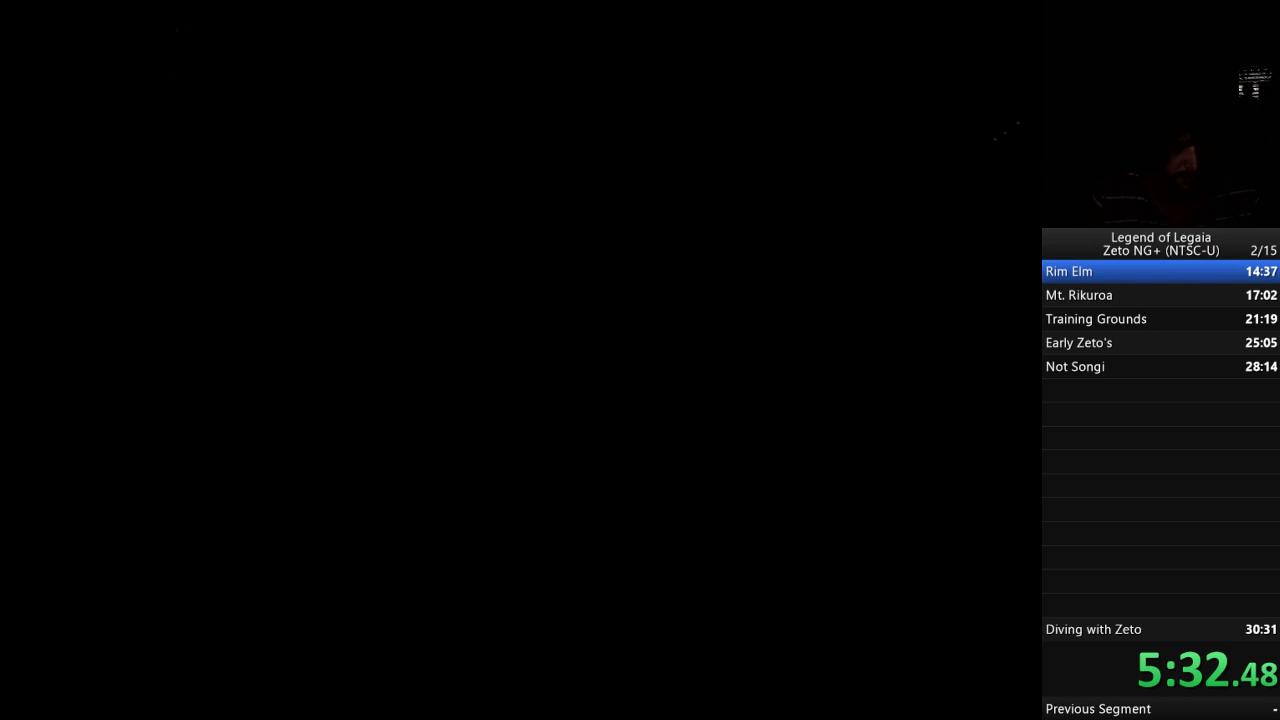 Legend of Legaia
Zeto NG+ (NTSC-U) 2/15
Rim Elm 14:37
Mt. Rikuroa 17:02
Training Grounds 21:19
Early Zeto's 25:05
Not Songi 28:14
Diving with Zeto 30:31
5:32.48
Previous Segment -